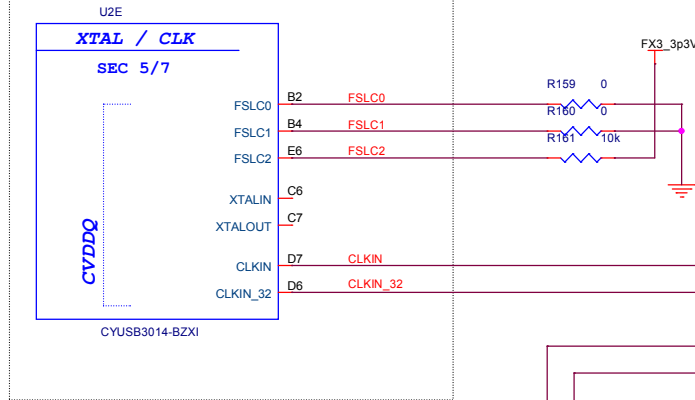 U2E
XTAL / CLK
SEC 5/7
FX3_3p3V
R159 0
FSLC0 B2 FSLC0
R160 0
FSLC1 B4 FSLC1
R161 10k
FSLC2 E6 FSLC2
XTALIN C6
XTALOUT C7
CVDDQ
CLKIN D7 CLKIN
CLKIN_32 D6 CLKIN_32
CYUSB3014-BZXI